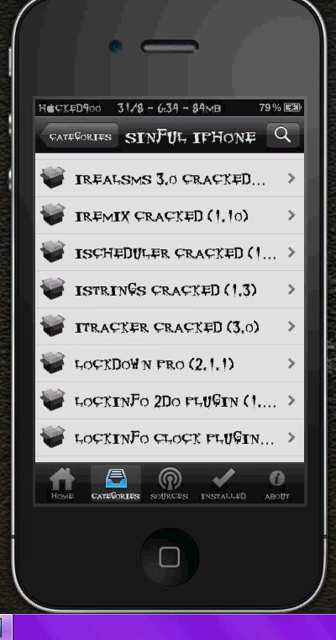 HACKED900 31/8 - 6:34 - 84MB 79%
CATEGORIES SINFUL IPHONE
IREALSMS 3.0 CRACKED...
IREMIX CRACKED (1.10)
ISCHEDULER CRACKED (1...
ISTRINGS CRACKED (1.3)
ITRACKER CRACKED (3.0)
LOCKDOWN PRO (2.1.1)
LOCKINFO 2DO PLUGIN (1....
LOCKINFO CLOCK PLUGIN...
HOME CATEGORIES SOURCES INSTALLED ABOUT